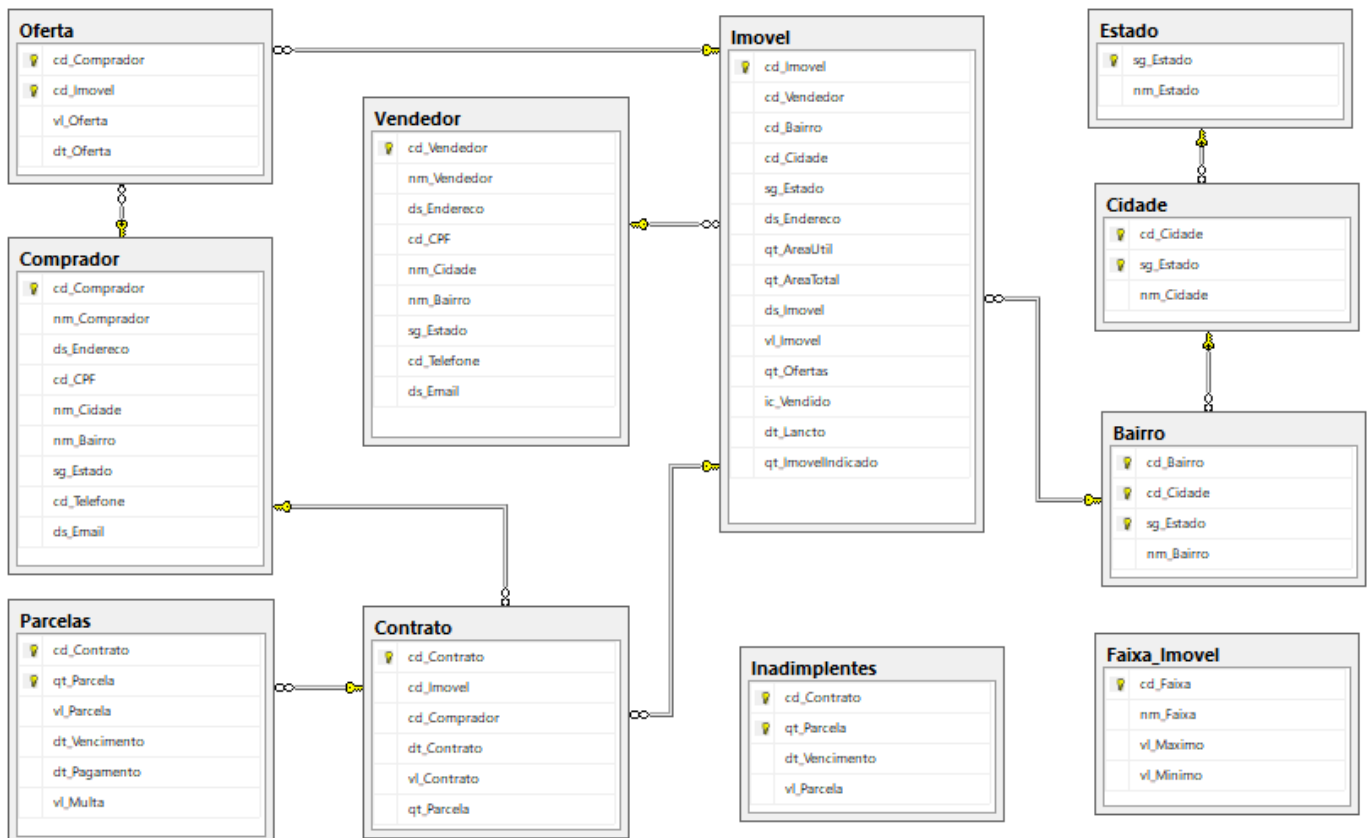 Oferta
cd_Comprador
cd_Imovel
vl_Oferta
dt_Oferta
Comprador
cd_Comprador
nm_Comprador
ds_Endereco
cd_CPF
nm_Cidade
nm_Bairro
sg_Estado
cd_Telefone
ds_Email
Parcelas
cd_Contrato
qt_Parcela
vl_Parcela
dt_Vencimento
dt_Pagamento
vl_Multa
Vendedor
cd_Vendedor
nm_Vendedor
ds_Endereco
cd_CPF
nm_Cidade
nm_Bairro
sg_Estado
cd_Telefone
ds_Email
Contrato
cd_Contrato
cd_Imovel
cd_Comprador
dt_Contrato
vl_Contrato
qt_Parcela
Imovel
cd_Imovel
cd_Vendedor
cd_Bairro
cd_Cidade
sg_Estado
ds_Endereco
qt_AreaUtil
qt_AreaTotal
ds_Imovel
vl_Imovel
qt_Ofertas
ic_Vendido
dt_Lancto
qt_ImovelIndicado
Inadimplentes
cd_Contrato
qt_Parcela
dt_Vencimento
vl_Parcela
Estado
sg_Estado
nm_Estado
Cidade
cd_Cidade
sg_Estado
nm_Cidade
Bairro
cd_Bairro
cd_Cidade
sg_Estado
nm_Bairro
Faixa_Imovel
cd_Faixa
nm_Faixa
vl_Maximo
vl_Minimo